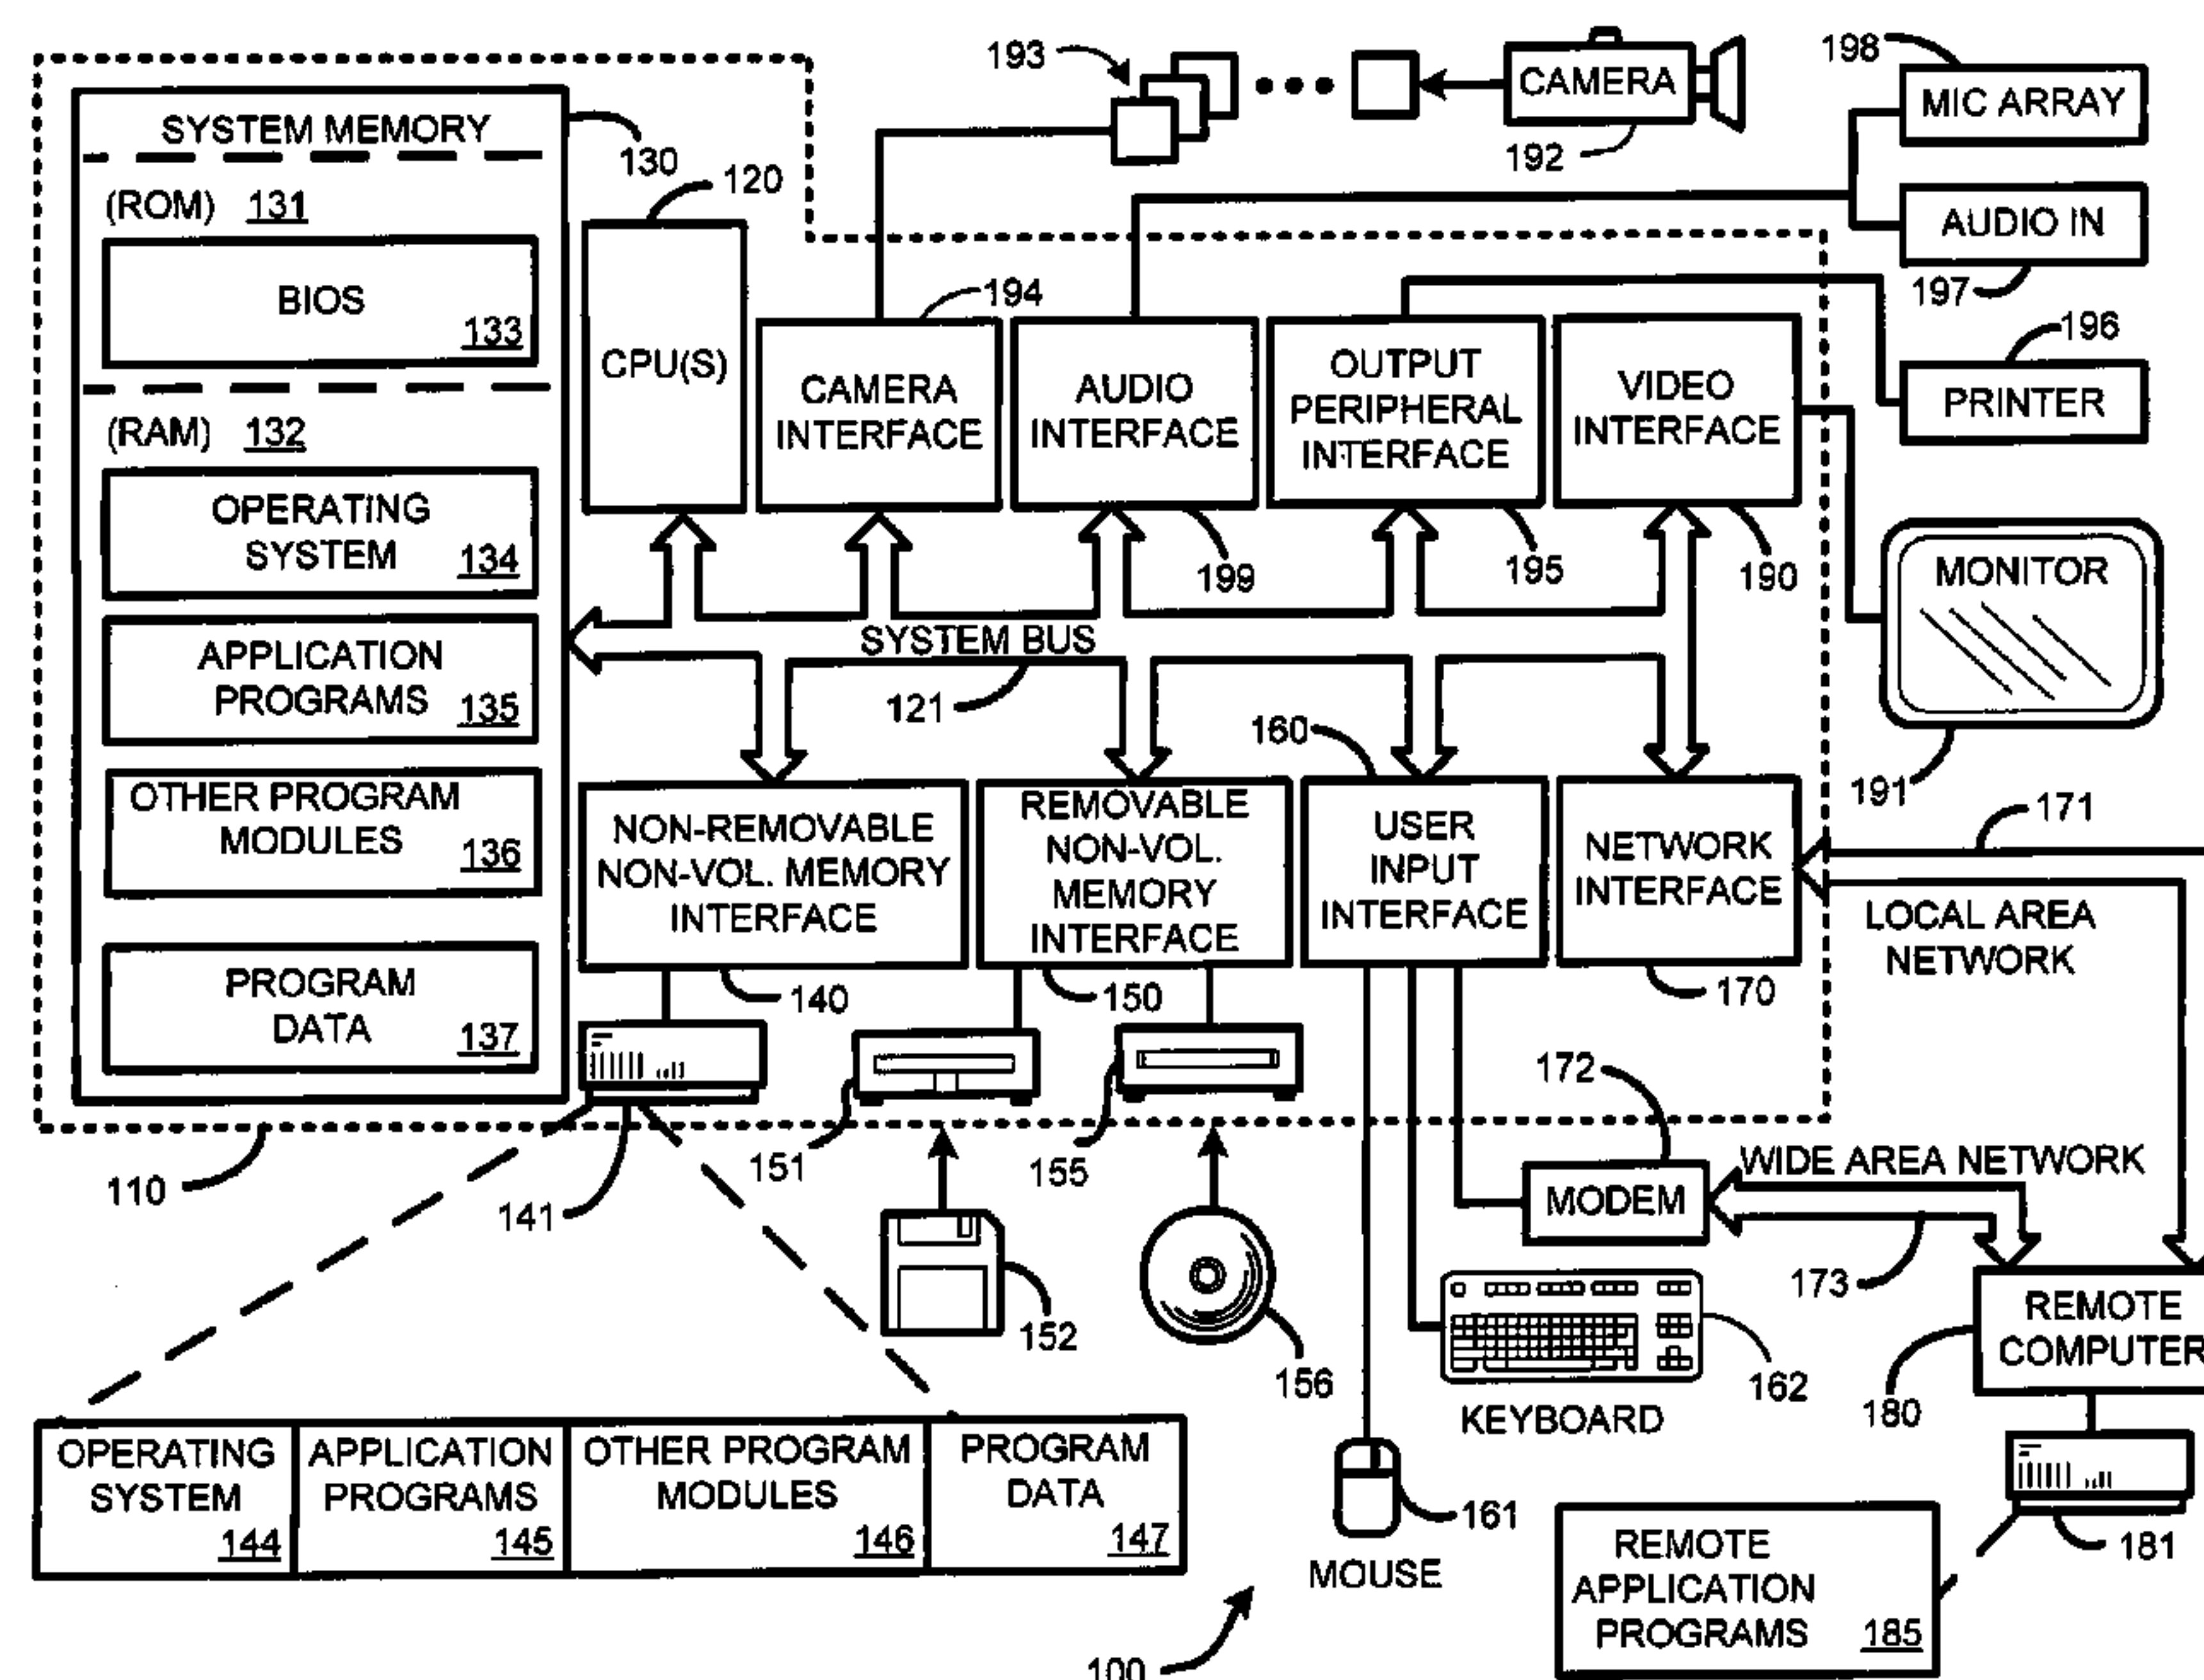 193
CAMERA
192
198
MIC ARRAY
AUDIO IN
197
196
PRINTER
SYSTEM MEMORY
130
(ROM) 131
BIOS
133
(RAM) 132
OPERATING
SYSTEM
134
APPLICATION
PROGRAMS
135
OTHER PROGRAM
MODULES
136
PROGRAM
DATA
137
120
CPU(S)
194
CAMERA
INTERFACE
AUDIO
INTERFACE
199
OUTPUT
PERIPHERAL
INTERFACE
195
VIDEO
INTERFACE
190
MONITOR
191
SYSTEM BUS
121
NON-REMOVABLE
NON-VOL. MEMORY
INTERFACE
140
REMOVABLE
NON-VOL.
MEMORY
INTERFACE
150
160
USER
INPUT
INTERFACE
NETWORK
INTERFACE
170
171
LOCAL AREA
NETWORK
110
141
151
155
152
156
172
MODEM
WIDE AREA NETWORK
173
162
KEYBOARD
161
MOUSE
REMOTE
COMPUTER
180
181
REMOTE
APPLICATION
PROGRAMS
185
OPERATING
SYSTEM
144
APPLICATION
PROGRAMS
145
OTHER PROGRAM
MODULES
146
PROGRAM
DATA
147
100